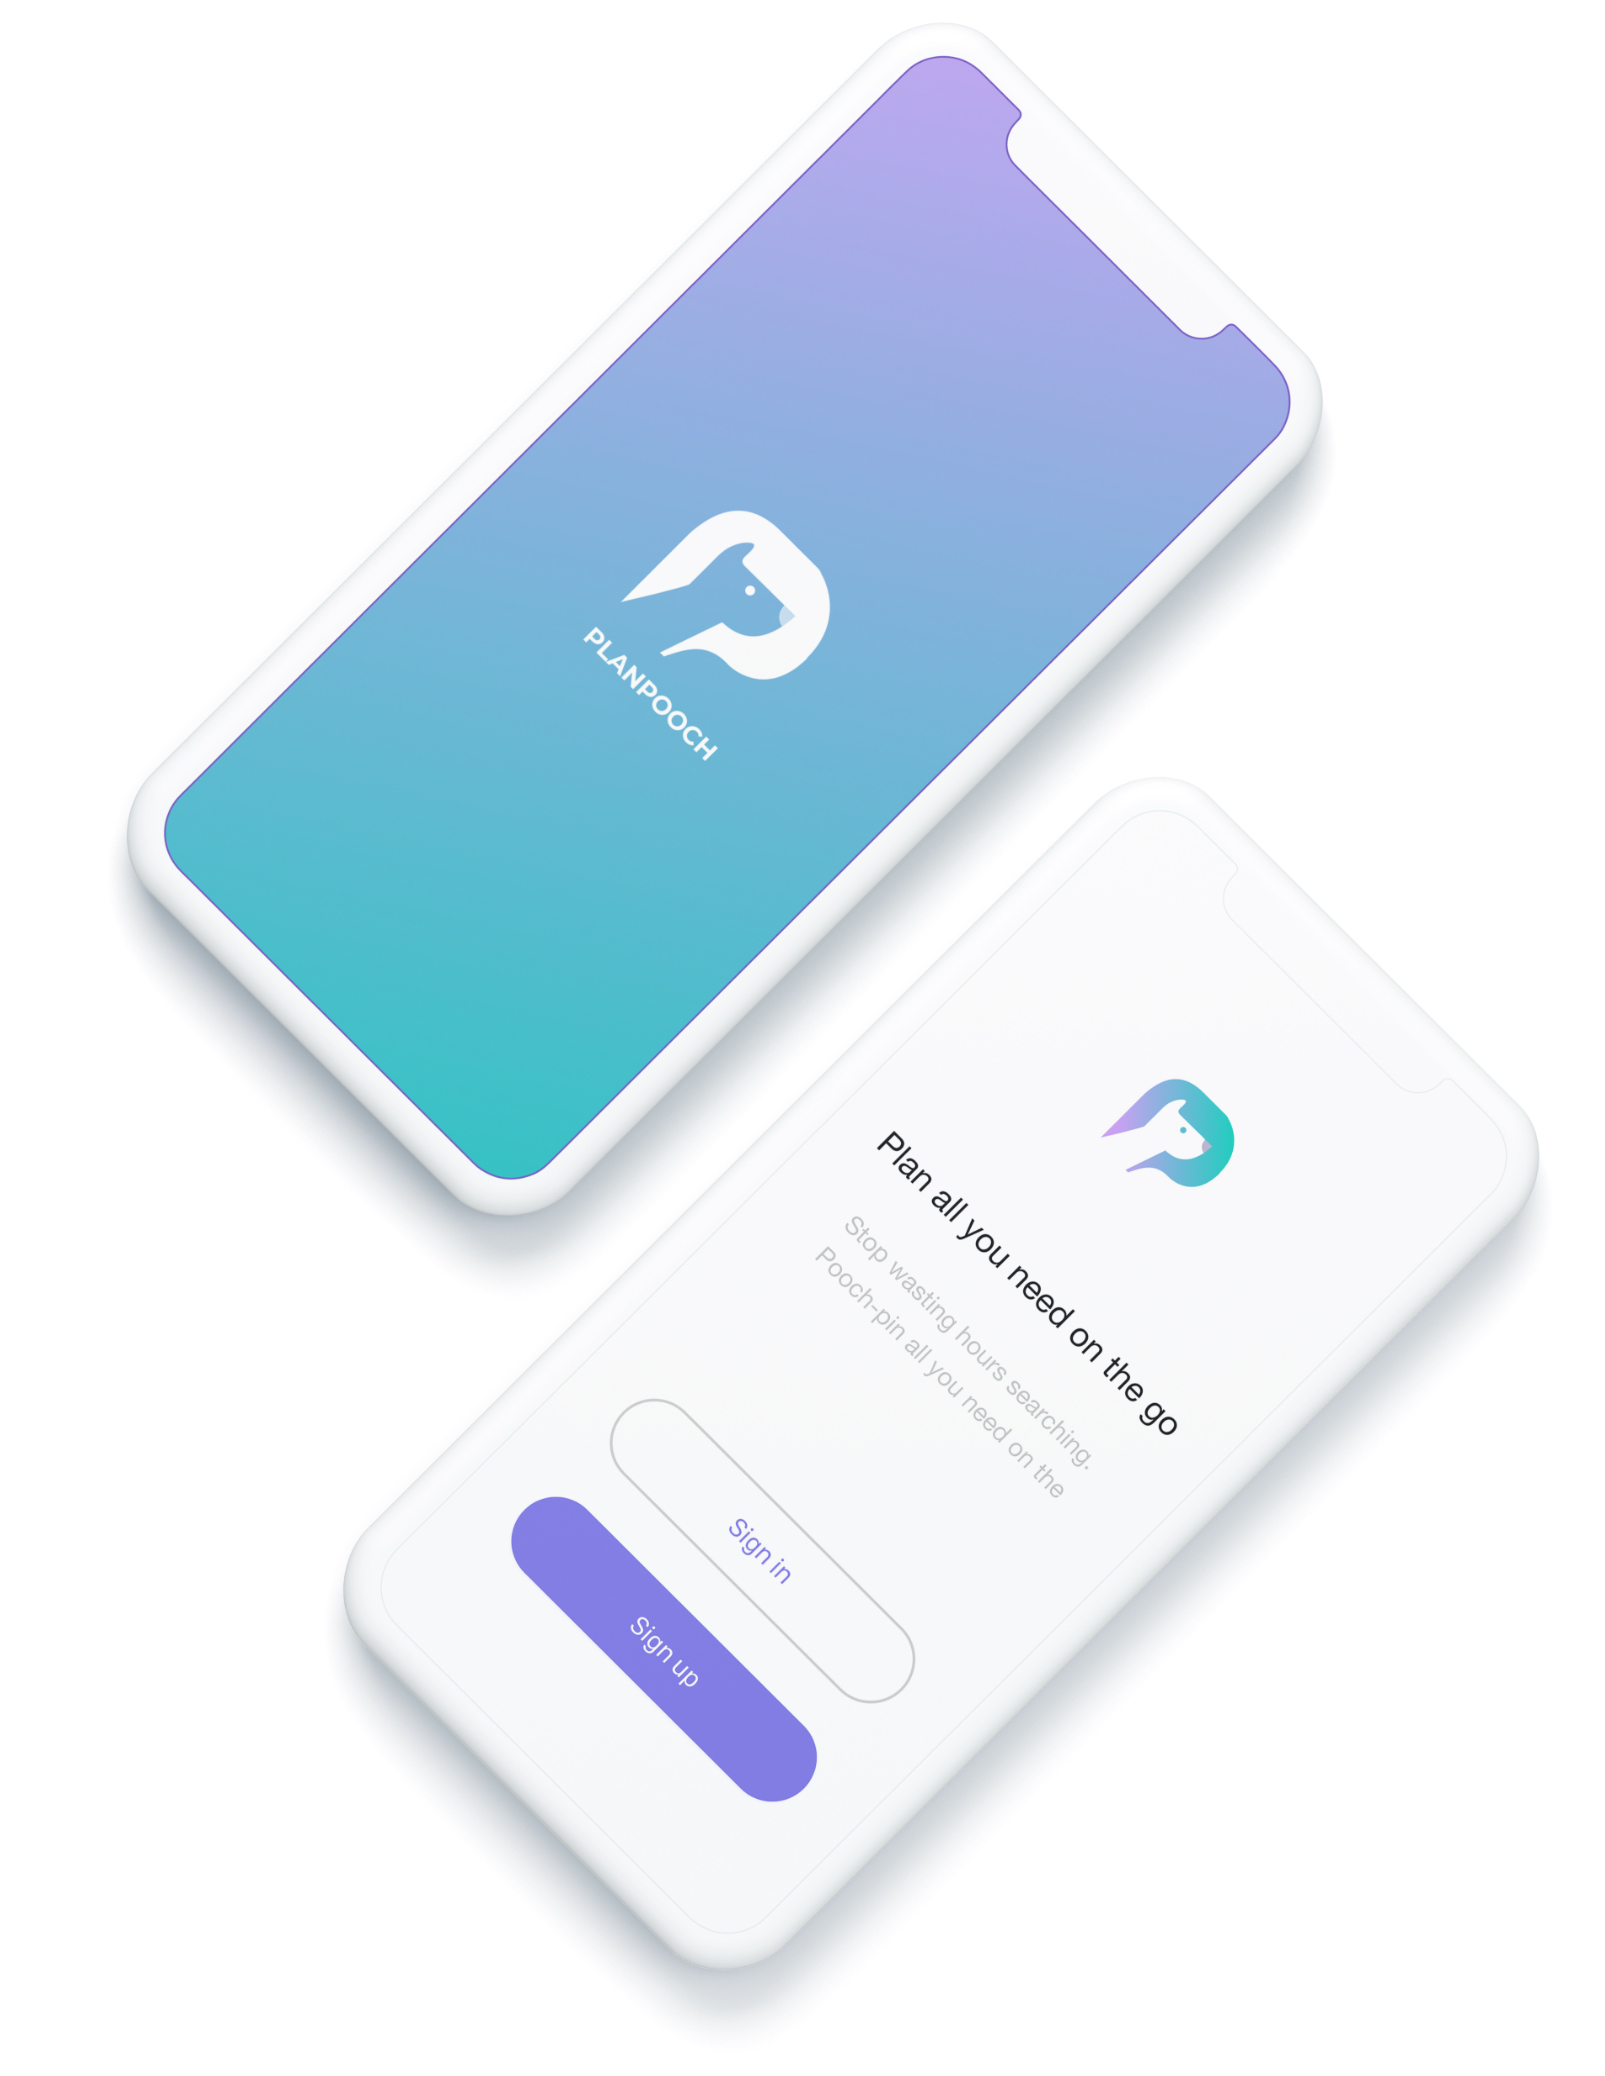 PLANPOOCH
Plan all you need on the go
Stop wasting hours searching.
Pooch-pin all you need on the
Sign in
Sign up